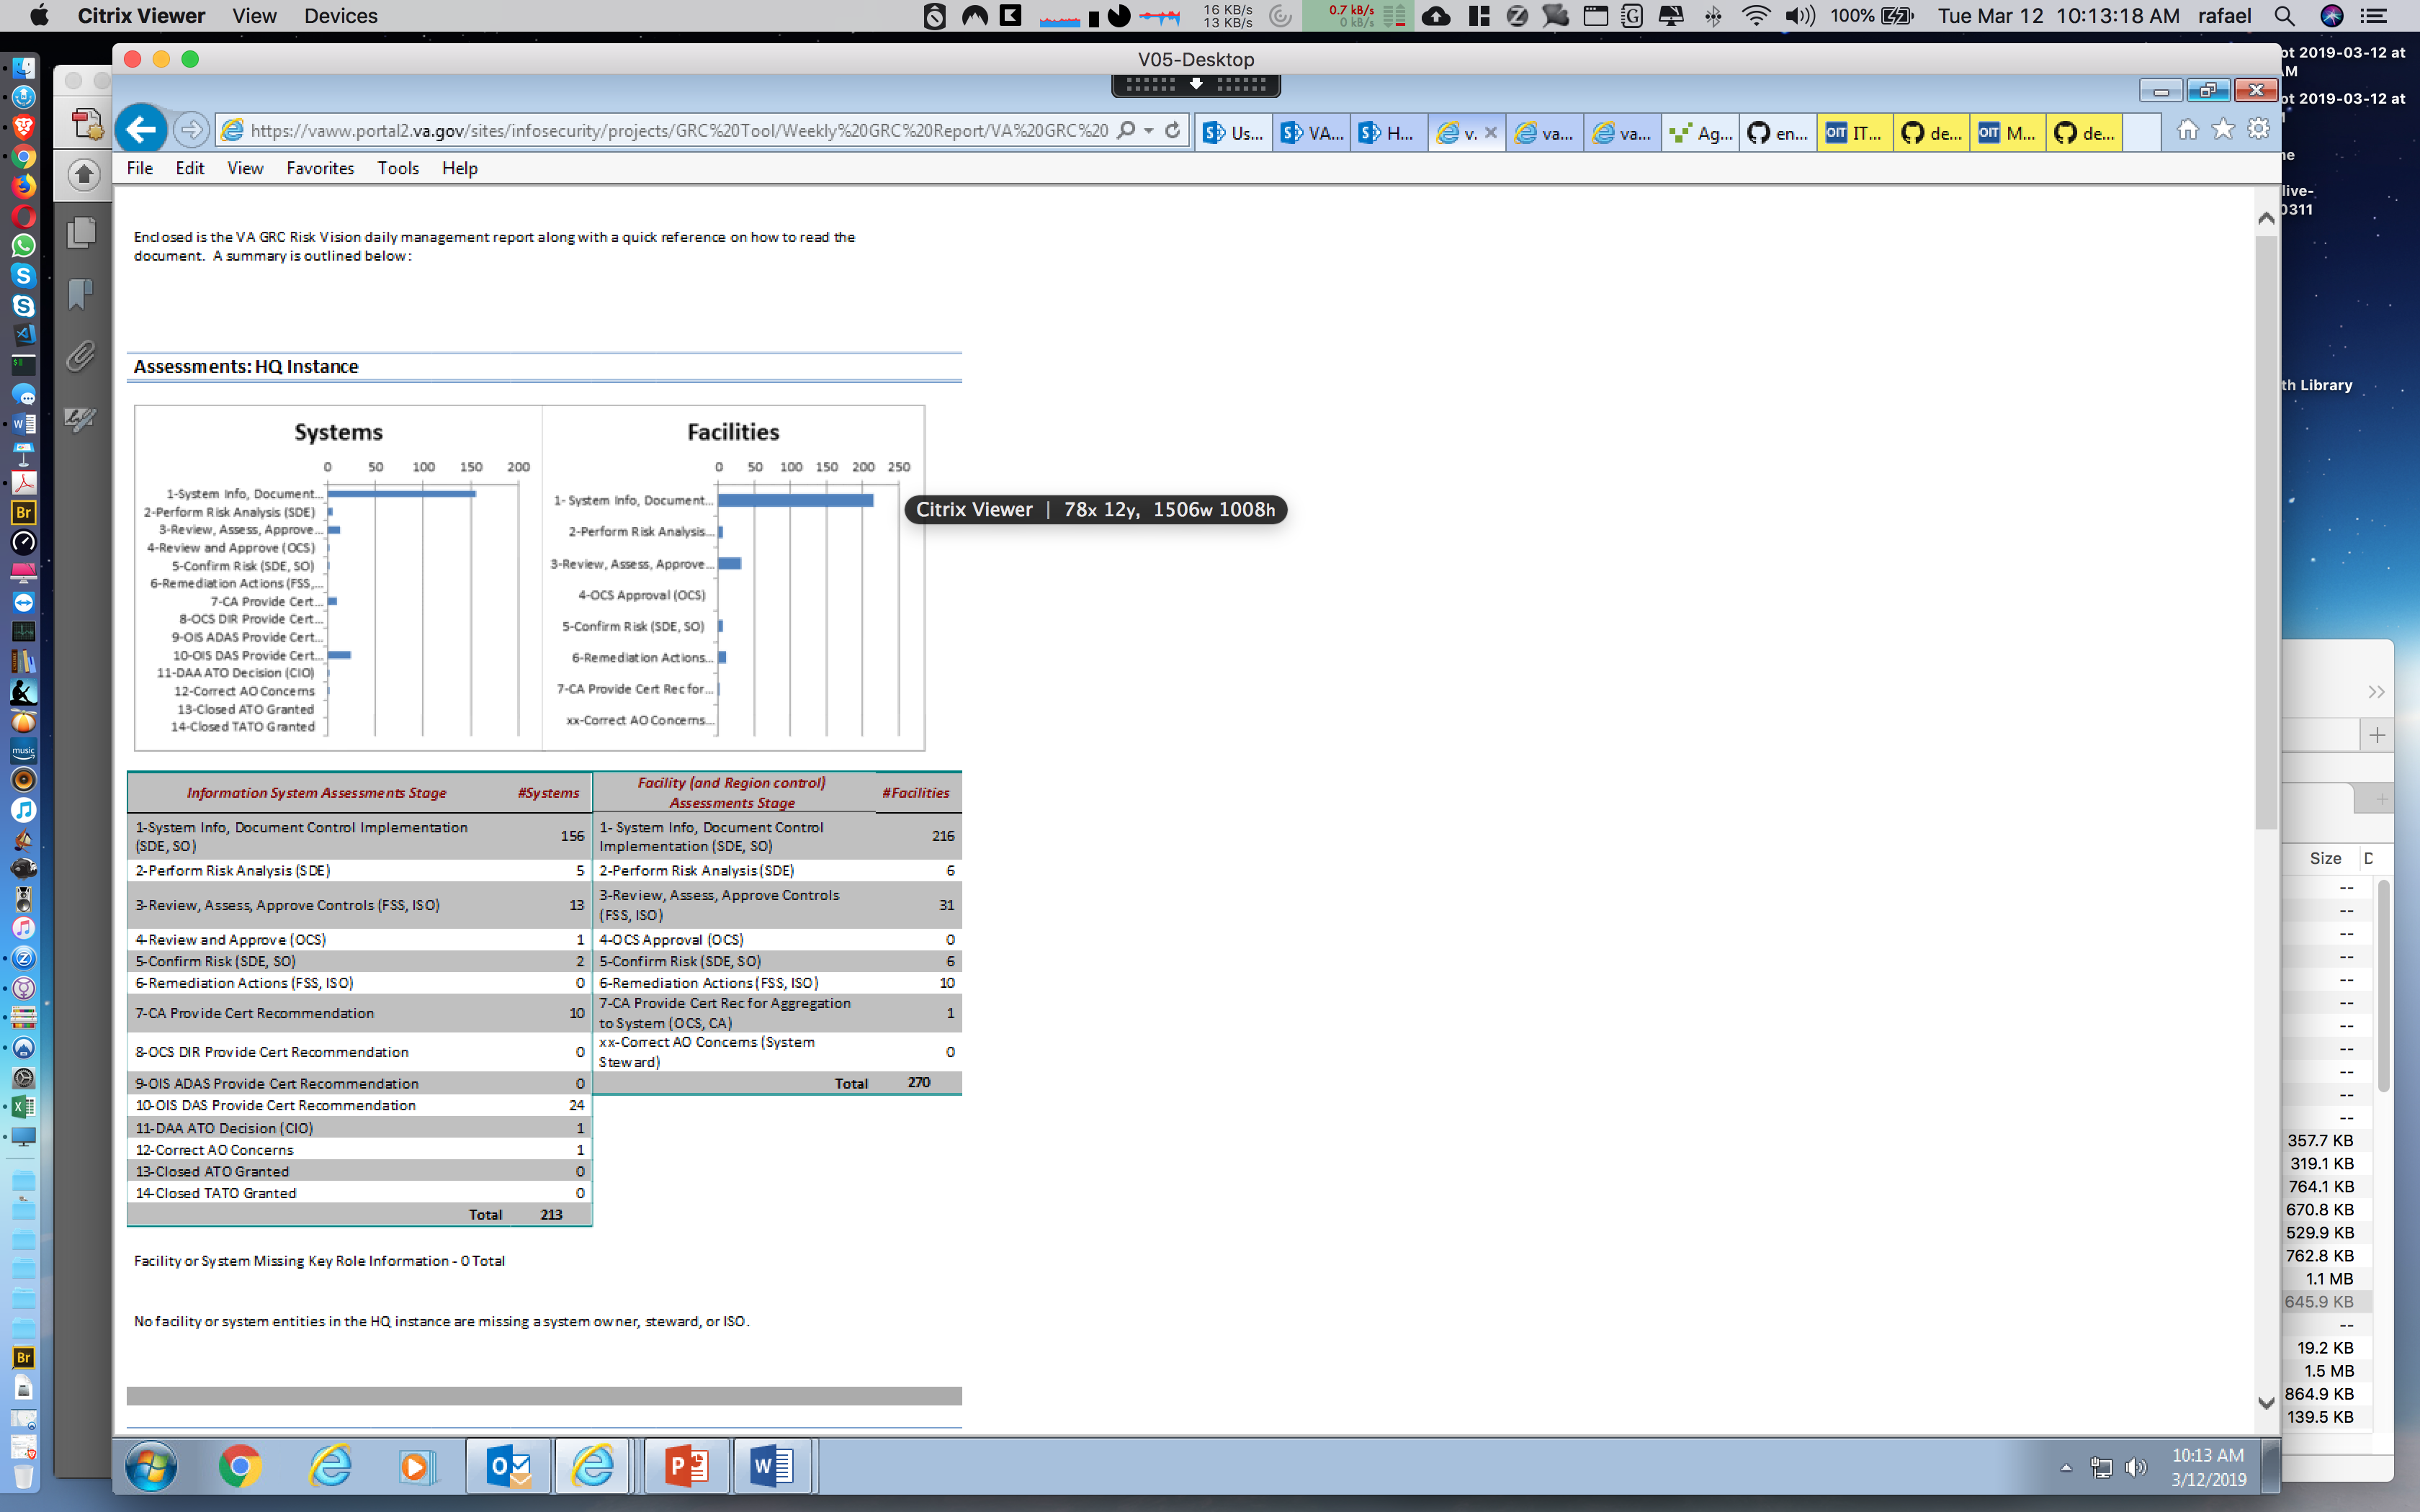 Citrix Viewer View Devices
16 KB/s
13 KB/s
0.7 kB/s
0 kB/s
100%
Tue Mar 12 10:13:18 AM rafael
V05-Desktop
https://vaww.portal2.va.gov/sites/infosecurity/projects/GRC%20Tool/Weekly%20GRC%20Report/VA%20GRC%20
Us... VA... H... v. va... va... Ag... en... OIT IT... de... OIT M... de...
File Edit View Favorites Tools Help
Enclosed is the VA GRC Risk Vision daily management report along with a quick reference on how to read the
document. A summary is outlined below:
Assessments: HQ Instance
Systems
0 50 100 150 200
1-System Info, Document...
2-Perform Risk Analysis (SDE)
3-Review, Assess, Approve...
4-Review and Approve (OCS)
5-Confirm Risk (SDE, SO)
6-Remediation Actions (FSS,...
7-CA Provide Cert...
8-OCS DIR Provide Cert...
9-OIS ADAS Provide Cert...
10-OIS DAS Provide Cert...
11-DAA ATO Decision (CIO)
12-Correct AO Concerns
13-Closed ATO Granted
14-Closed TATO Granted
Facilities
0 50 100 150 200 250
1- System Info, Document...
2-Perform Risk Analysis...
3-Review, Assess, Approve...
4-OCS Approval (OCS)
5-Confirm Risk (SDE, SO)
6-Remediation Actions...
7-CA Provide Cert Rec for...
xx-Correct AO Concerns...
Citrix Viewer | 78x 12y, 1506w 1008h
Information System Assessments Stage #Systems
1-System Info, Document Control Implementation
(SDE, SO) 156
2-Perform Risk Analysis (SDE) 5
3-Review, Assess, Approve Controls (FSS, ISO) 13
4-Review and Approve (OCS) 1
5-Confirm Risk (SDE, SO) 2
6-Remediation Actions (FSS, ISO) 0
7-CA Provide Cert Recommendation 10
8-OCS DIR Provide Cert Recommendation 0
9-OIS ADAS Provide Cert Recommendation 0
10-OIS DAS Provide Cert Recommendation 24
11-DAA ATO Decision (CIO) 1
12-Correct AO Concerns 1
13-Closed ATO Granted 0
14-Closed TATO Granted 0
Total 213
Facility (and Region control)
Assessments Stage #Facilities
1- System Info, Document Control
Implementation (SDE, SO) 216
2-Perform Risk Analysis (SDE) 6
3-Review, Assess, Approve Controls
(FSS, ISO) 31
4-OCS Approval (OCS) 0
5-Confirm Risk (SDE, SO) 6
6-Remediation Actions (FSS, ISO) 10
7-CA Provide Cert Rec for Aggregation
to System (OCS, CA) 1
xx-Correct AO Concerns (System
Steward) 0
Total 270
Facility or System Missing Key Role Information - 0 Total
No facility or system entities in the HQ instance are missing a system owner, steward, or ISO.
10:13 AM
3/12/2019
ot 2019-03-12 at
M
ot 2019-03-12 at
ne
live-
0311
th Library
Size D
--
--
--
--
--
--
--
--
--
--
--
357.7 KB
319.1 KB
764.1 KB
670.8 KB
529.9 KB
762.8 KB
1.1 MB
645.9 KB
--
19.2 KB
1.5 MB
864.9 KB
139.5 KB
Br
music
Br